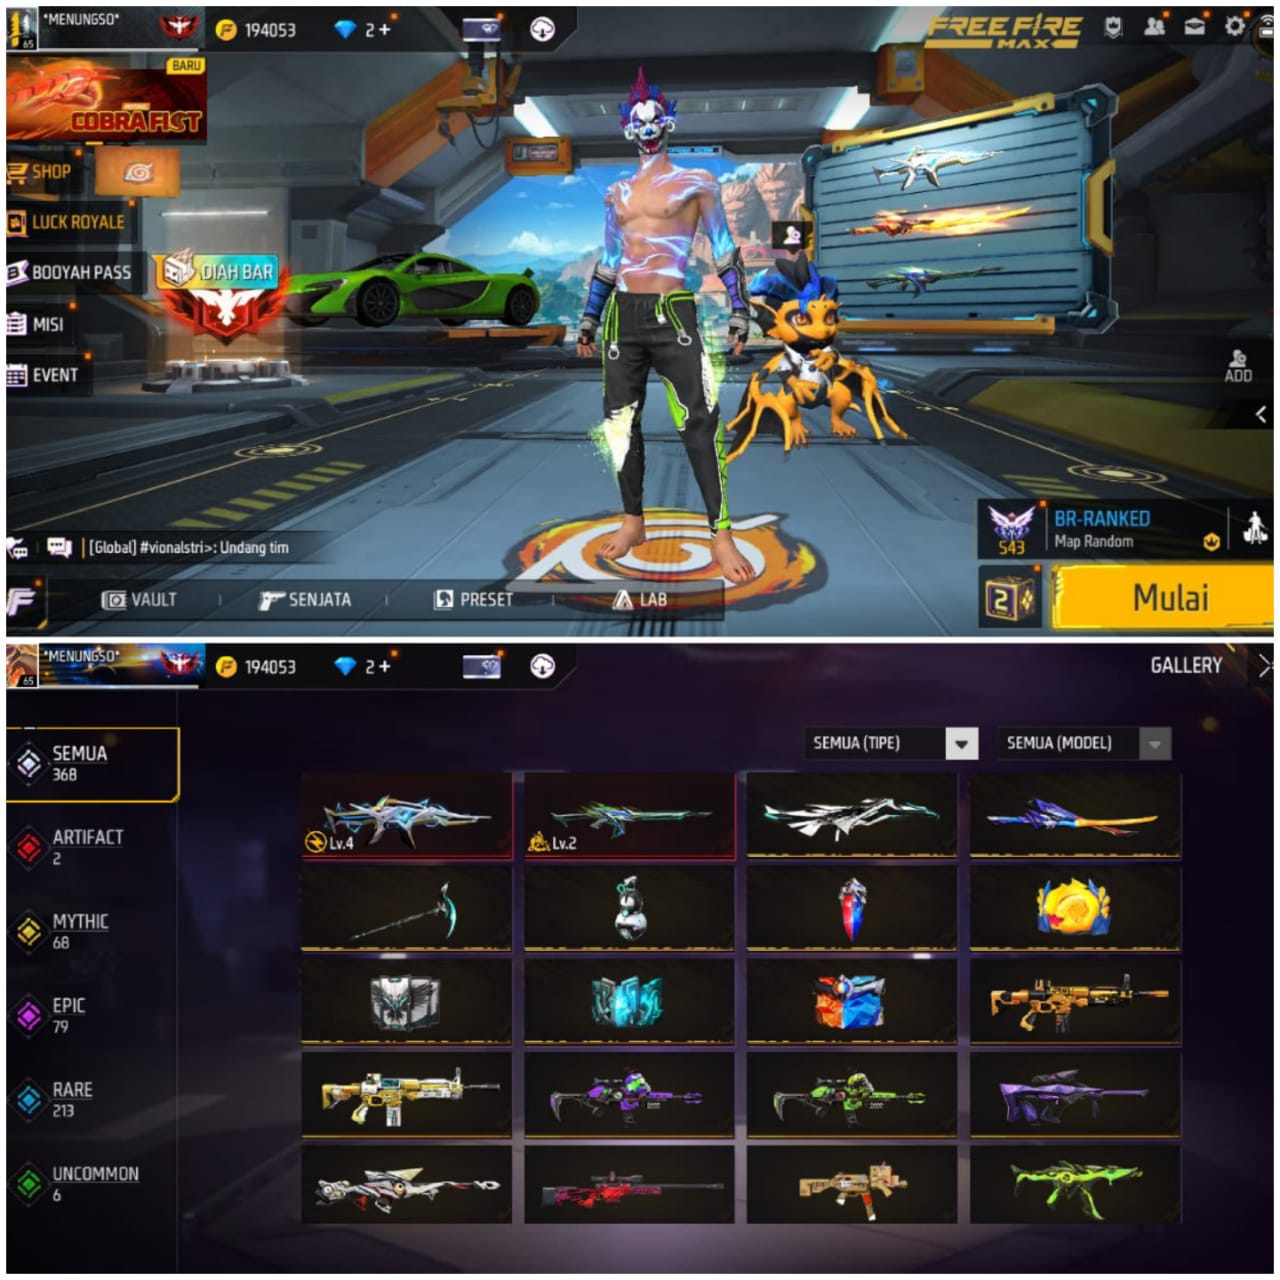 *MENUNGSO*
65
194053
2+
FREE FIRE
MAX
BARU
MYTHIC
COBRA FIST
SHOP
LUCK ROYALE
BOOYAH PASS
OIAH BAR
MISI
EVENT
ADD
BR-RANKED
Map Random
S43
[Global] #vionalstri>: Undang tim
VAULT
SENJATA
PRESET
LAB
2
Mulai
*MENUNGSO*
65
194053
2+
GALLERY
SEMUA (TIPE)
SEMUA (MODEL)
SEMUA
368
ARTIFACT
2
MYTHIC
68
EPIC
79
RARE
213
UNCOMMON
6
Lv.4
Lv.2